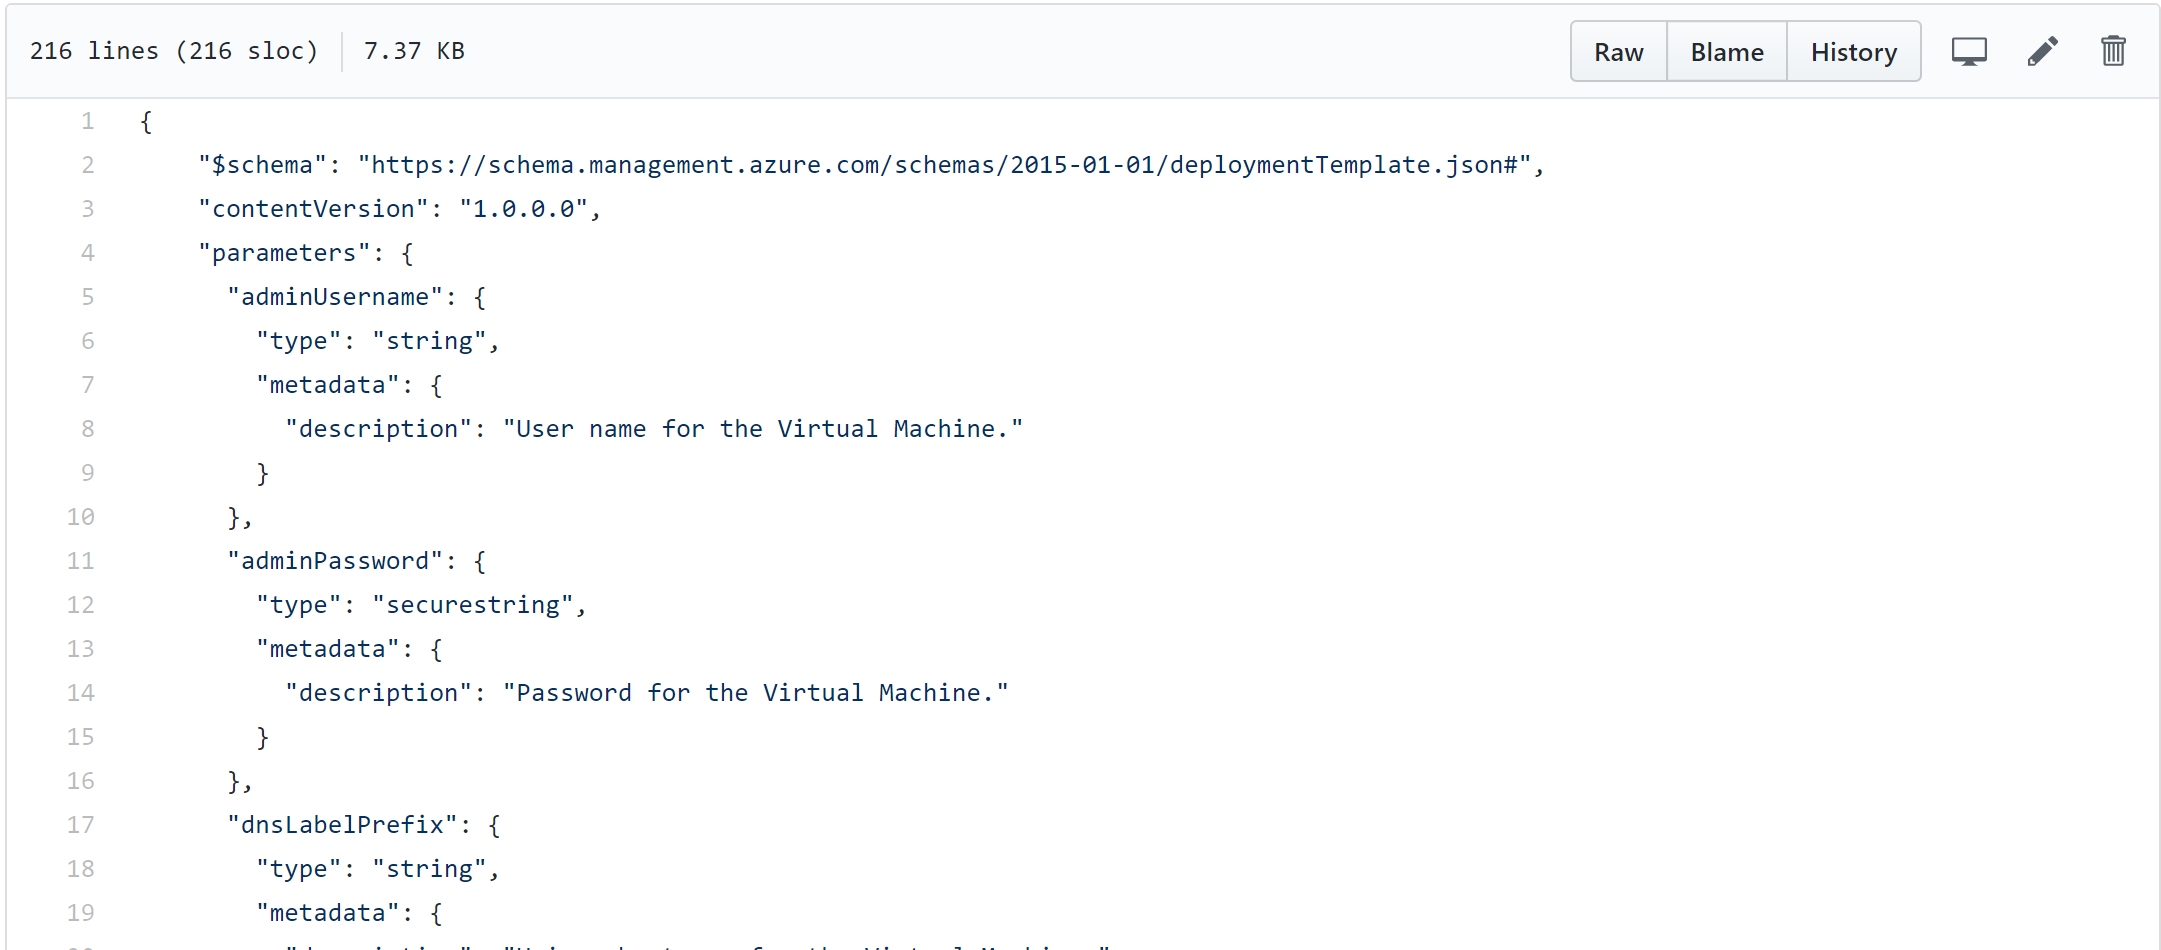 216 lines (216 sloc) 7.37 KB Raw Blame History
1 {
2     "$schema": "https://schema.management.azure.com/schemas/2015-01-01/deploymentTemplate.json#",
3     "contentVersion": "1.0.0.0",
4     "parameters": {
5       "adminUsername": {
6         "type": "string",
7         "metadata": {
8           "description": "User name for the Virtual Machine."
9         }
10       },
11       "adminPassword": {
12         "type": "securestring",
13         "metadata": {
14           "description": "Password for the Virtual Machine."
15         }
16       },
17       "dnsLabelPrefix": {
18         "type": "string",
19         "metadata": {